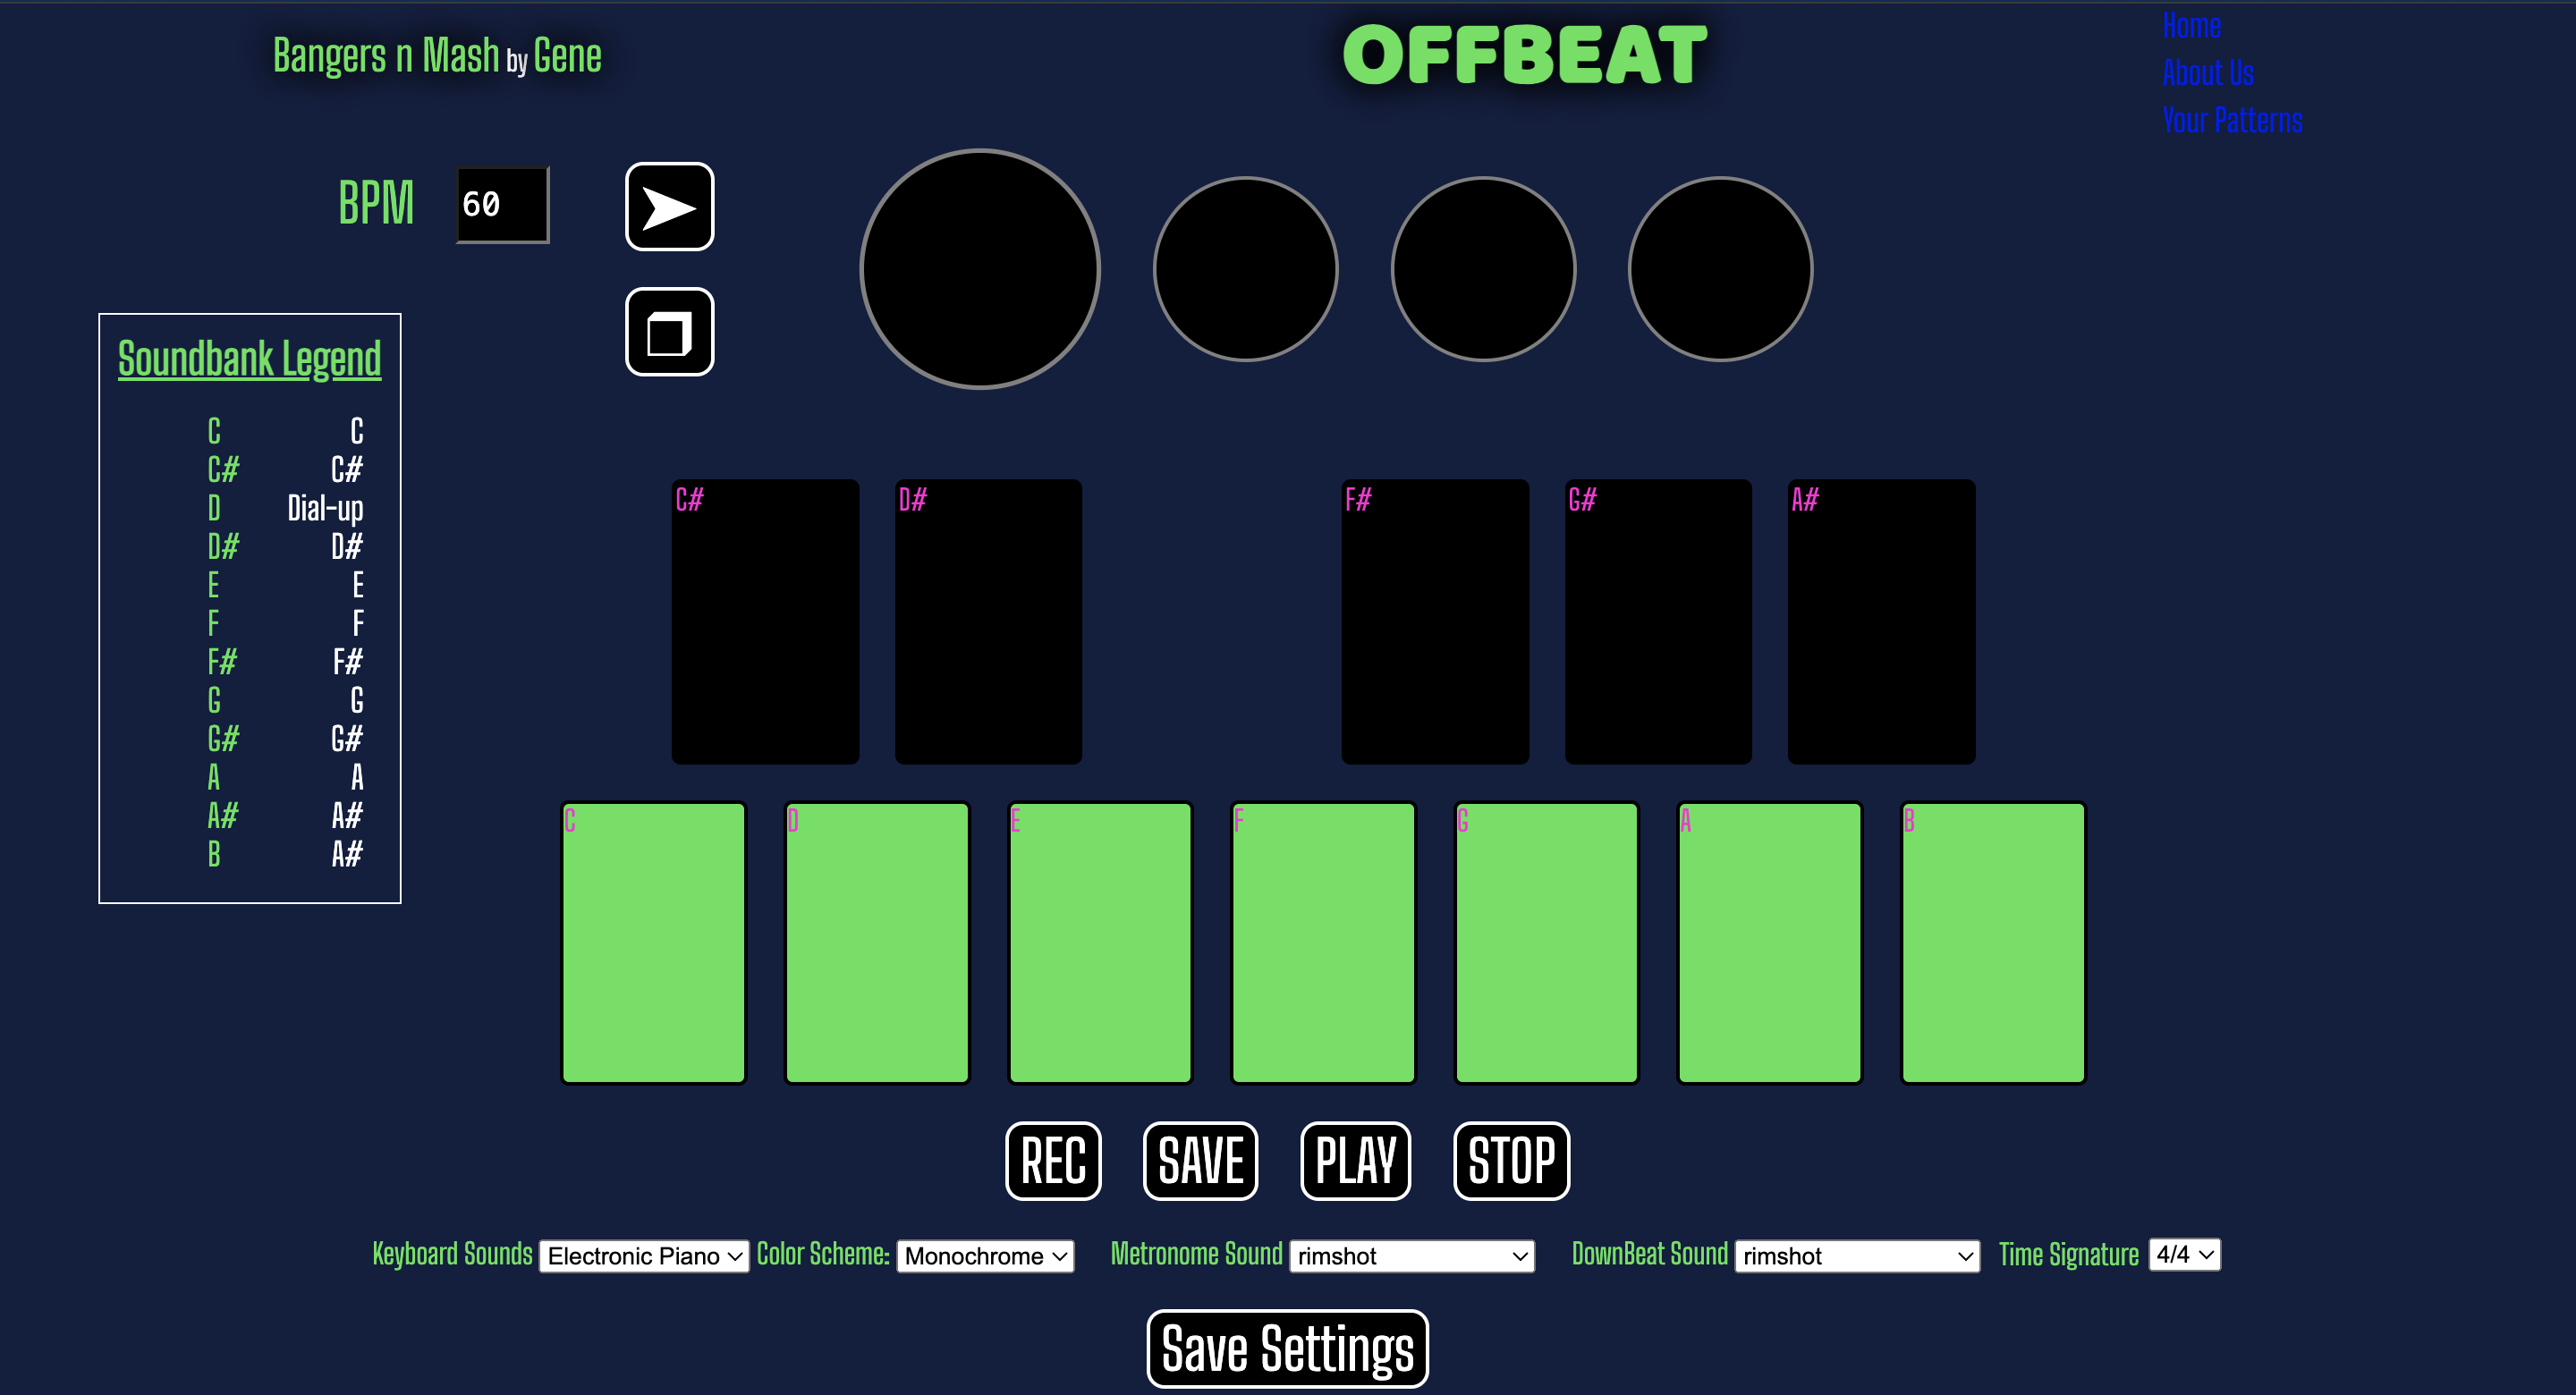 Bangers n Mash by Gene
OFFBEAT
Home
About Us
Your Patterns
BPM
60
Soundbank Legend
C C
C# C#
D Dial-up
D# D#
E E
F F
F# F#
G G
G# G#
A A
A# A#
B A#
C# D# F# G# A#
C D E F G A B
REC SAVE PLAY STOP
Keyboard Sounds Electronic Piano Color Scheme: Monochrome Metronome Sound rimshot DownBeat Sound rimshot Time Signature 4/4
Save Settings